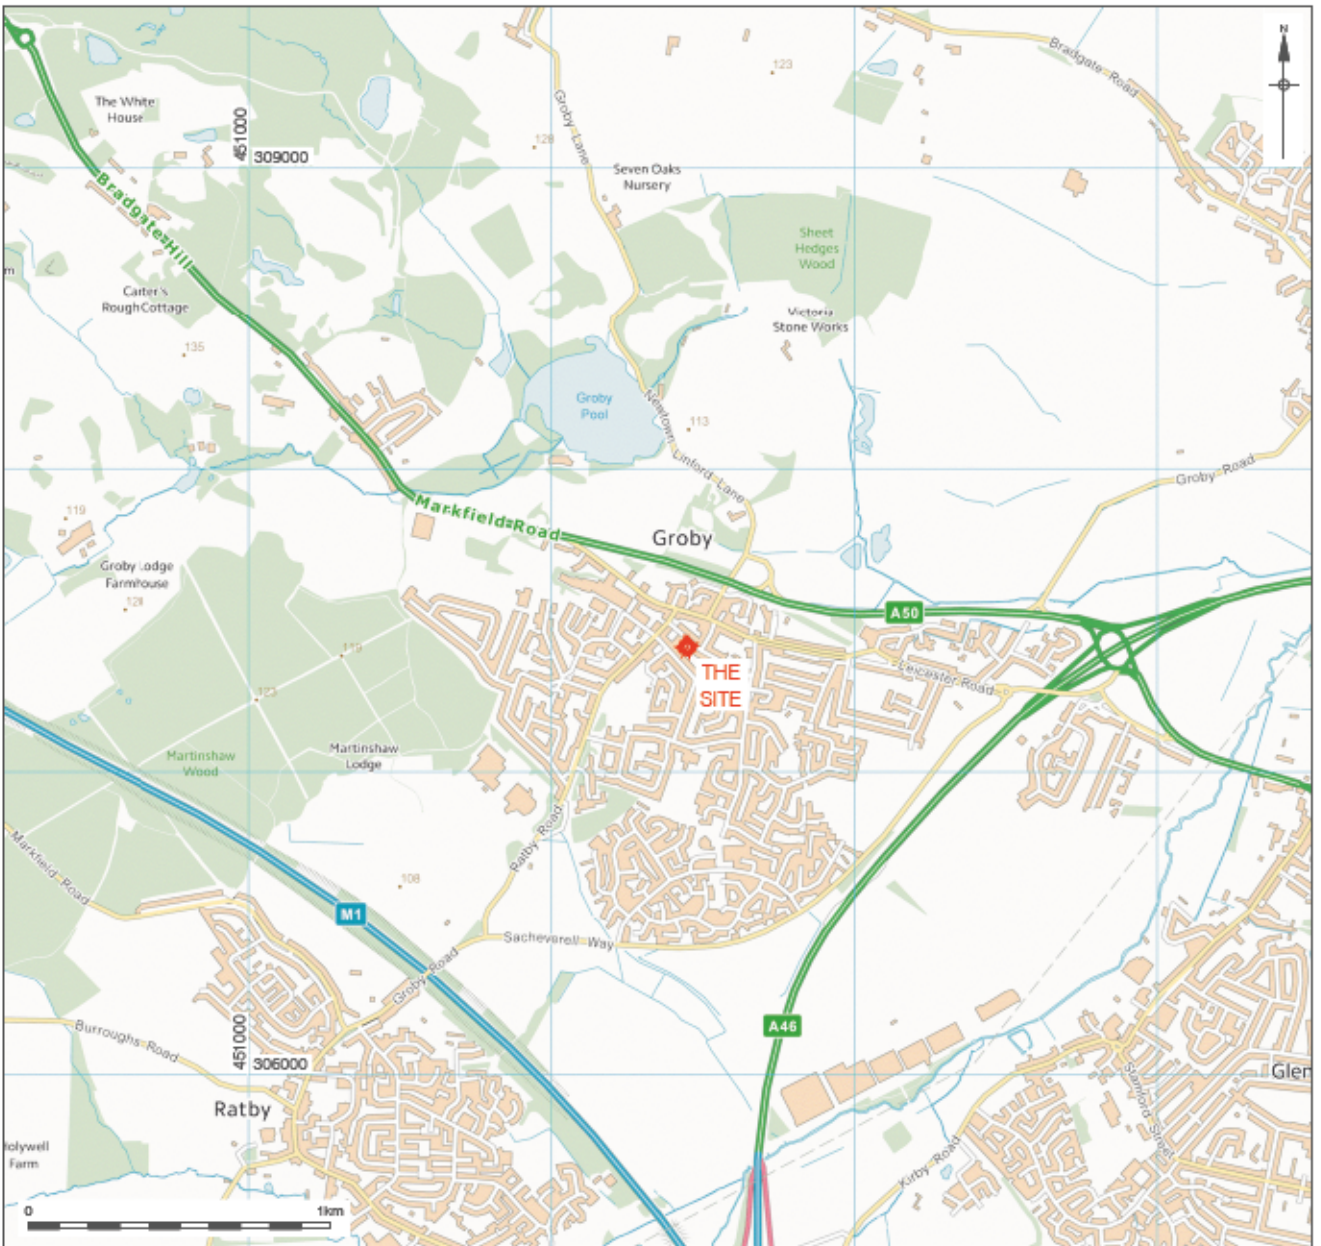 N
Bradgate Road
123
The White
House
451000
309000
Groby Lane
128
Seven Oaks
Nursery
Bradgate Hill
Sheet
Hedges
Wood
m
Carter's
Rough Cottage
Victoria
Stone Works
135
Groby
Pool
Newtown Linford Lane
113
Groby Road
Markfield Road
119
Groby
Groby Lodge
Farmhouse
128
A50
119
THE
SITE
Leicester Road
123
Martinshaw
Wood
Martinshaw
Lodge
Ratby Road
Markfield Road
108
M1
Sacheverell Way
Groby Road
451000
306000
Burroughs Road
A46
Glen
Stamford Street
Ratby
Holywell
Farm
Kirby Road
0
1km